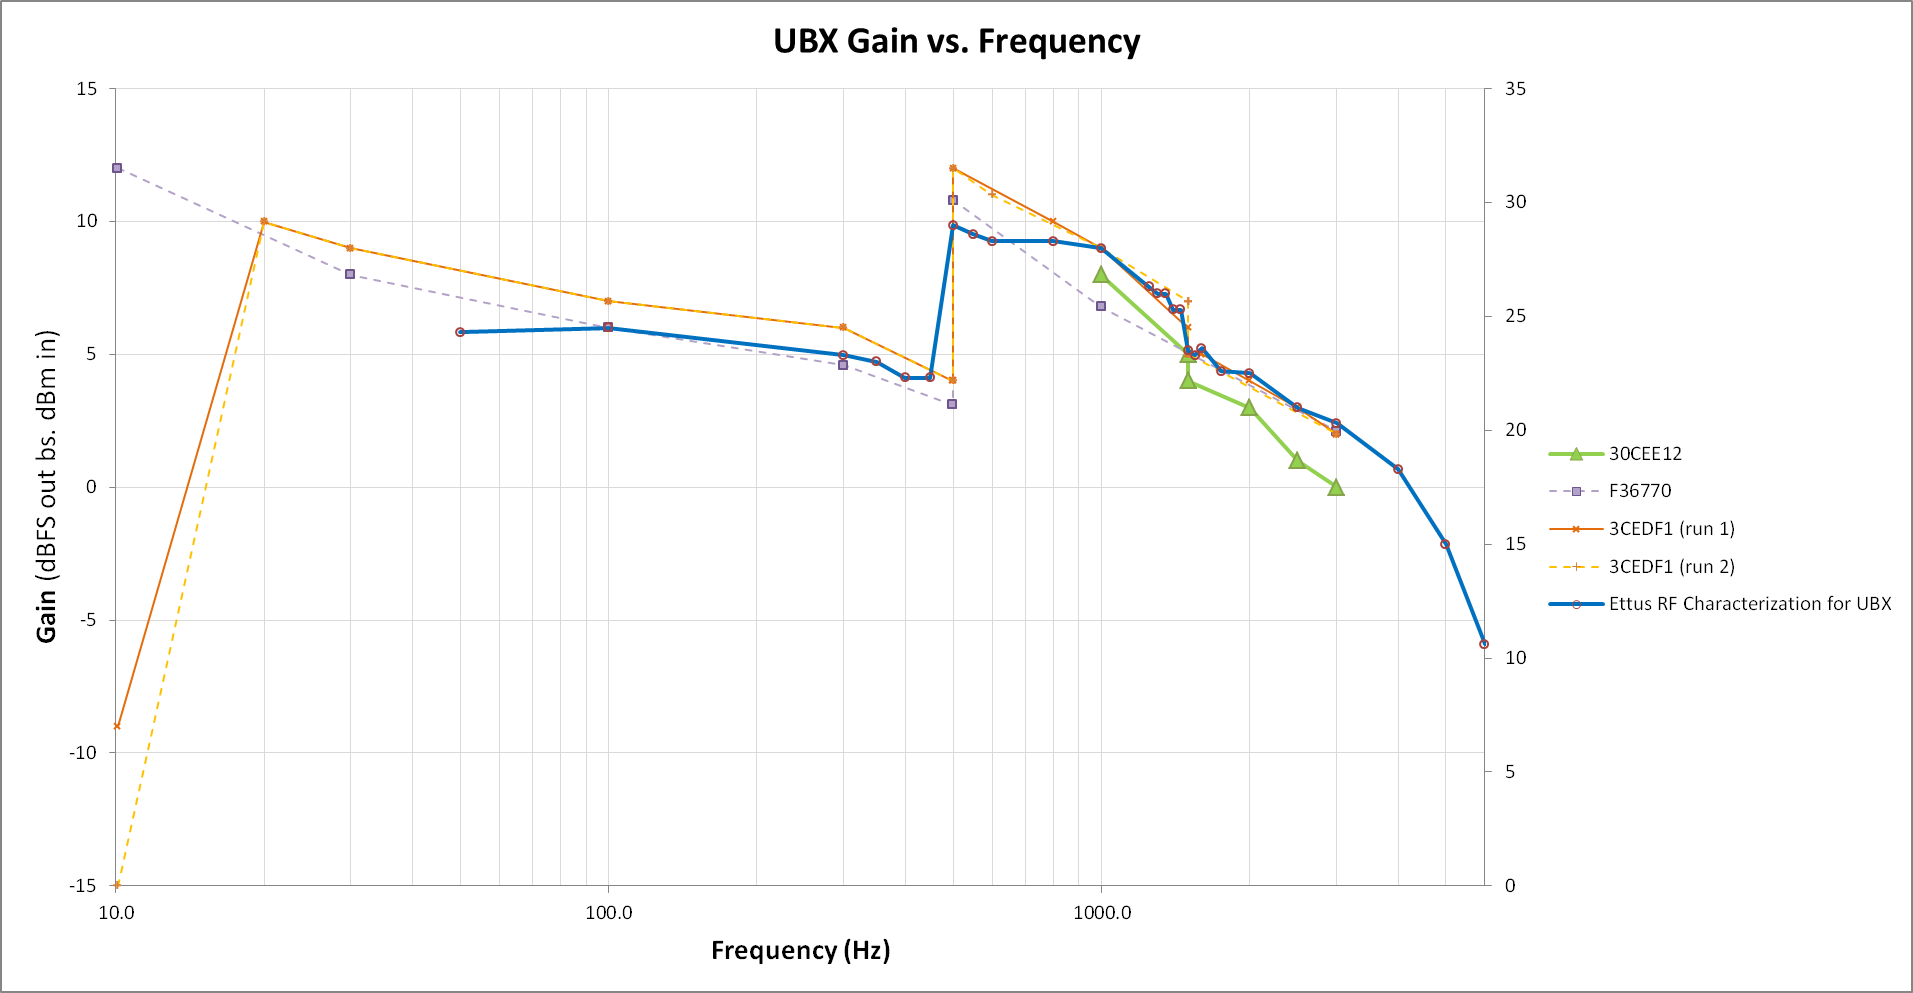 UBX Gain vs. Frequency
15
10
5
0
-5
-10
-15
Gain (dBFS out bs. dBm in)
10.0
100.0
1000.0
Frequency (Hz)
35
30
25
20
15
10
5
0
30CEE12
F36770
3CEDF1 (run 1)
3CEDF1 (run 2)
Ettus RF Characterization for UBX